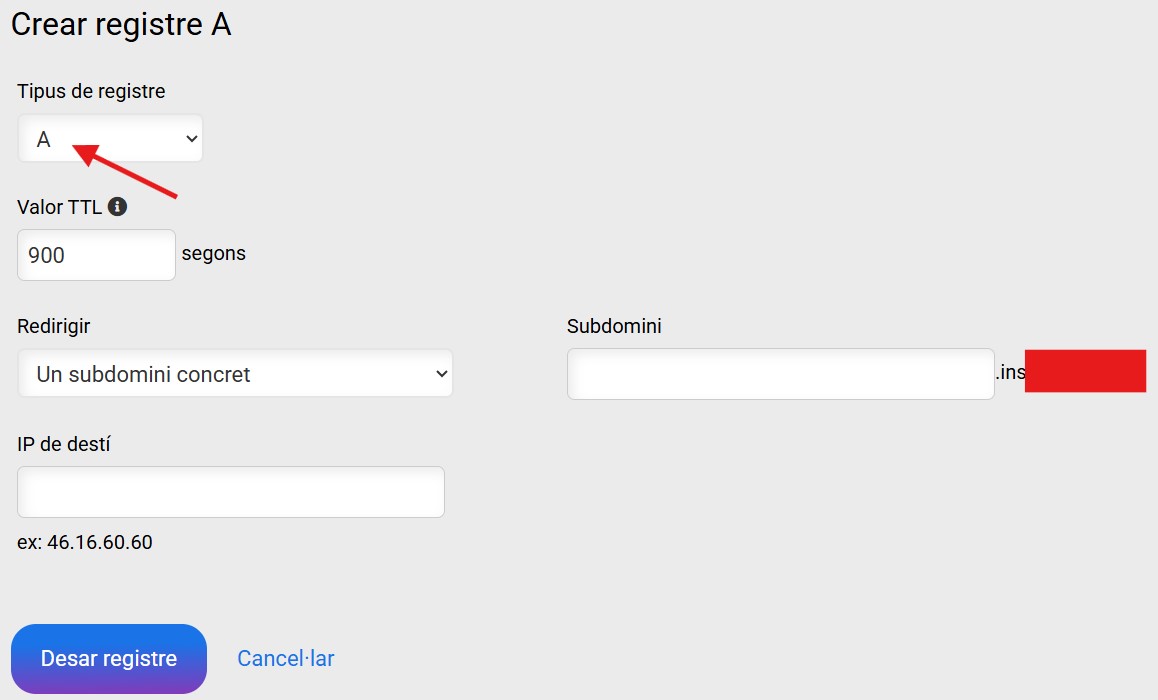 Crear registre A
Tipus de registre
A
Valor TTL
900 segons
Redirigir
Un subdomini concret
Subdomini
.ins
IP de destí
ex: 46.16.60.60
Desar registre
Cancel·lar